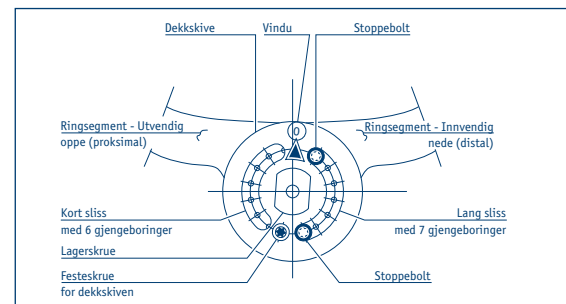 Dekkskive
Vindu
Stoppebolt
Ringsegment - Utvendig
oppe (proksimal)
Ringsegment - Innvendig
nede (distal)
0
Kort sliss
med 6 gjengeboringer
Lang sliss
med 7 gjengeboringer
Lagerskrue
Festeskrue
for dekkskiven
Stoppebolt